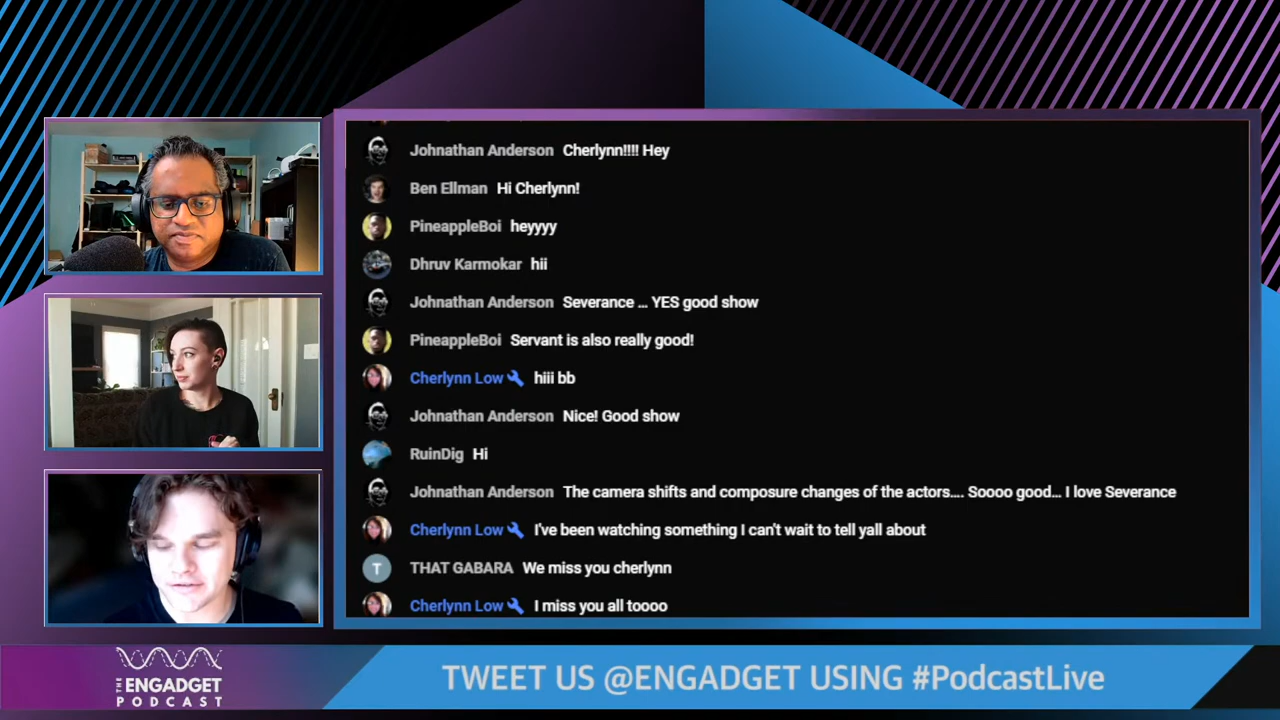 Johnathan Anderson Cherlynn!!!! Hey
Ben Ellman Hi Cherlynn!
PineappleBoi heyyyy
Dhruv Karmokar hii
Johnathan Anderson Severance ... YES good show
PineappleBoi Servant is also really good!
Cherlynn Low hiii bb
Johnathan Anderson Nice! Good show
RuinDig Hi
Johnathan Anderson The camera shifts and composure changes of the actors.... Soooo good... I love Severance
Cherlynn Low I've been watching something I can't wait to tell yall about
T THAT GABARA We miss you cherlynn
Cherlynn Low I miss you all toooo
THE ENGADGET
PODCAST
TWEET US @ENGADGET USING #PodcastLive